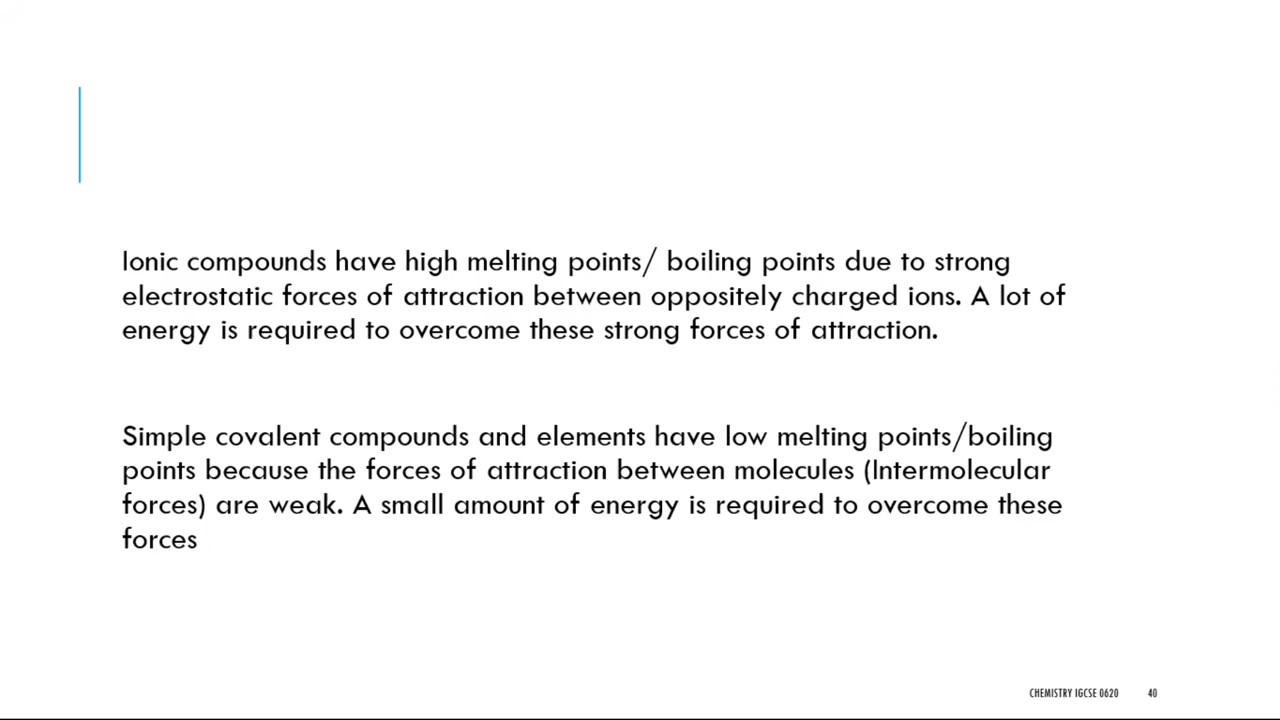 Ionic compounds have high melting points/ boiling points due to strong
electrostatic forces of attraction between oppositely charged ions. A lot of
energy is required to overcome these strong forces of attraction.
Simple covalent compounds and elements have low melting points/boiling
points because the forces of attraction between molecules (Intermolecular
forces) are weak. A small amount of energy is required to overcome these
forces
CHEMISTRY IGCSE 0620 40